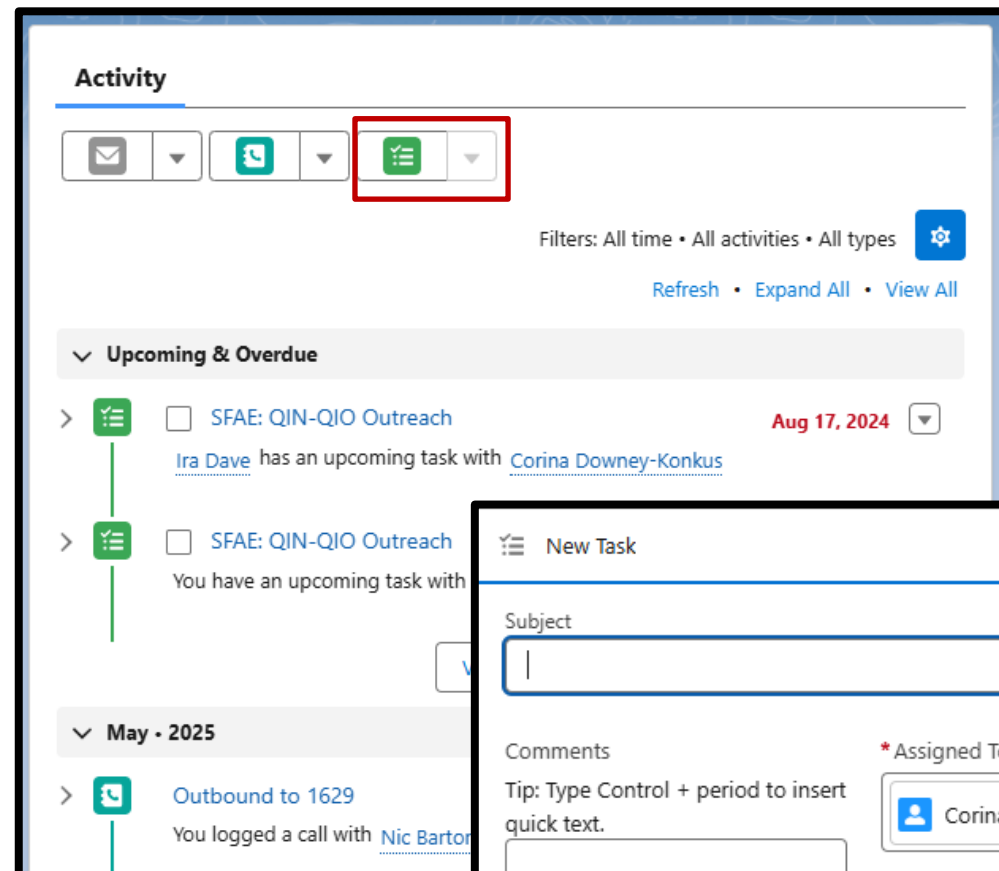 Activity
Filters: All time • All activities • All types
Refresh • Expand All • View All
Upcoming & Overdue
SFAE: QIN-QIO Outreach
Aug 17, 2024
Ira Dave has an upcoming task with Corina Downey-Konkus
SFAE: QIN-QIO Outreach
You have an upcoming task with
May • 2025
Outbound to 1629
You logged a call with Nic Barton
New Task
Subject
Comments
Tip: Type Control + period to insert
quick text.
*Assigned To
Corina